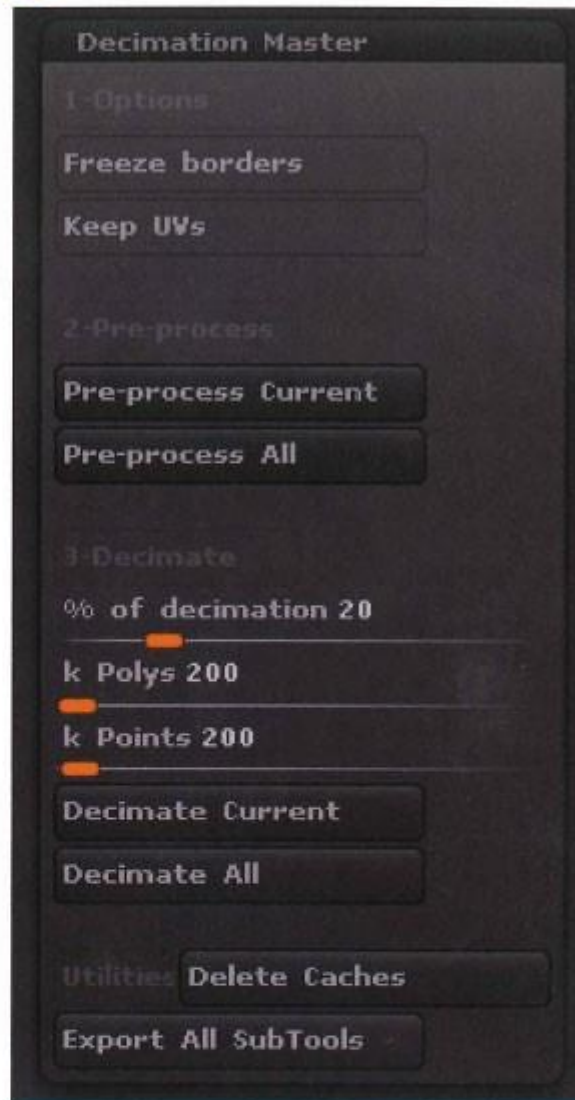 Decimation Master
1-Options
Freeze borders
Keep UVs
2-Pre-process
Pre-process Current
Pre-process All
3-Decimate
% of decimation 20
k Polys 200
k Points 200
Decimate Current
Decimate All
Utilities Delete Caches
Export All SubTools